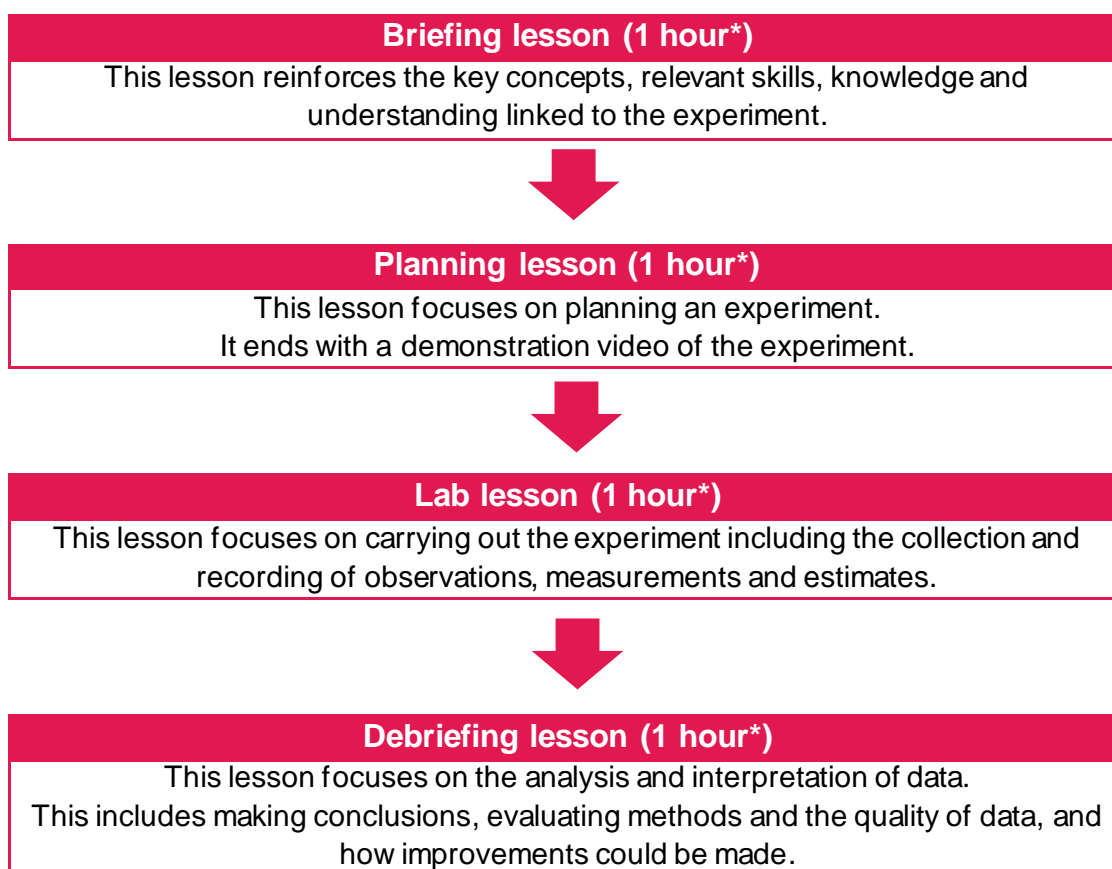 Briefing lesson (1 hour*)
This lesson reinforces the key concepts, relevant skills, knowledge and
understanding linked to the experiment.
Planning lesson (1 hour*)
This lesson focuses on planning an experiment.
It ends with a demonstration video of the experiment.
Lab lesson (1 hour*)
This lesson focuses on carrying out the experiment including the collection and
recording of observations, measurements and estimates.
Debriefing lesson (1 hour*)
This lesson focuses on the analysis and interpretation of data.
This includes making conclusions, evaluating methods and the quality of data, and
how improvements could be made.